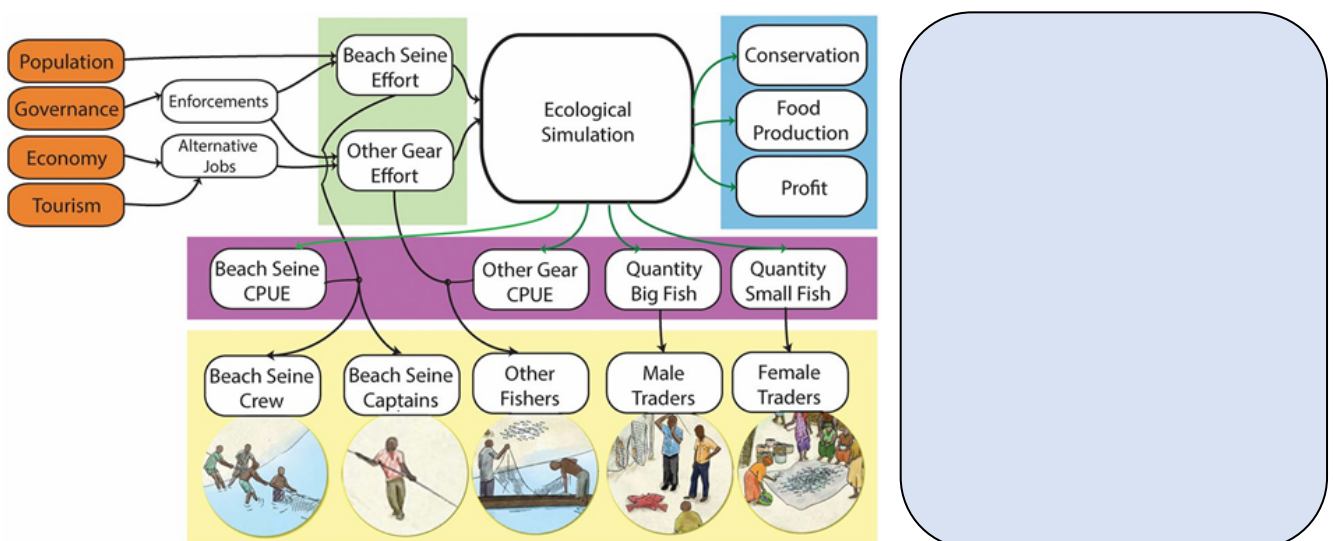 Population
Governance
Economy
Tourism
Enforcements
Alternative
Jobs
Beach Seine
Effort
Other Gear
Effort
Ecological
Simulation
Conservation
Food
Production
Profit
Beach Seine
CPUE
Other Gear
CPUE
Quantity
Big Fish
Quantity
Small Fish
Beach Seine
Crew
Beach Seine
Captains
Other
Fishers
Male
Traders
Female
Traders